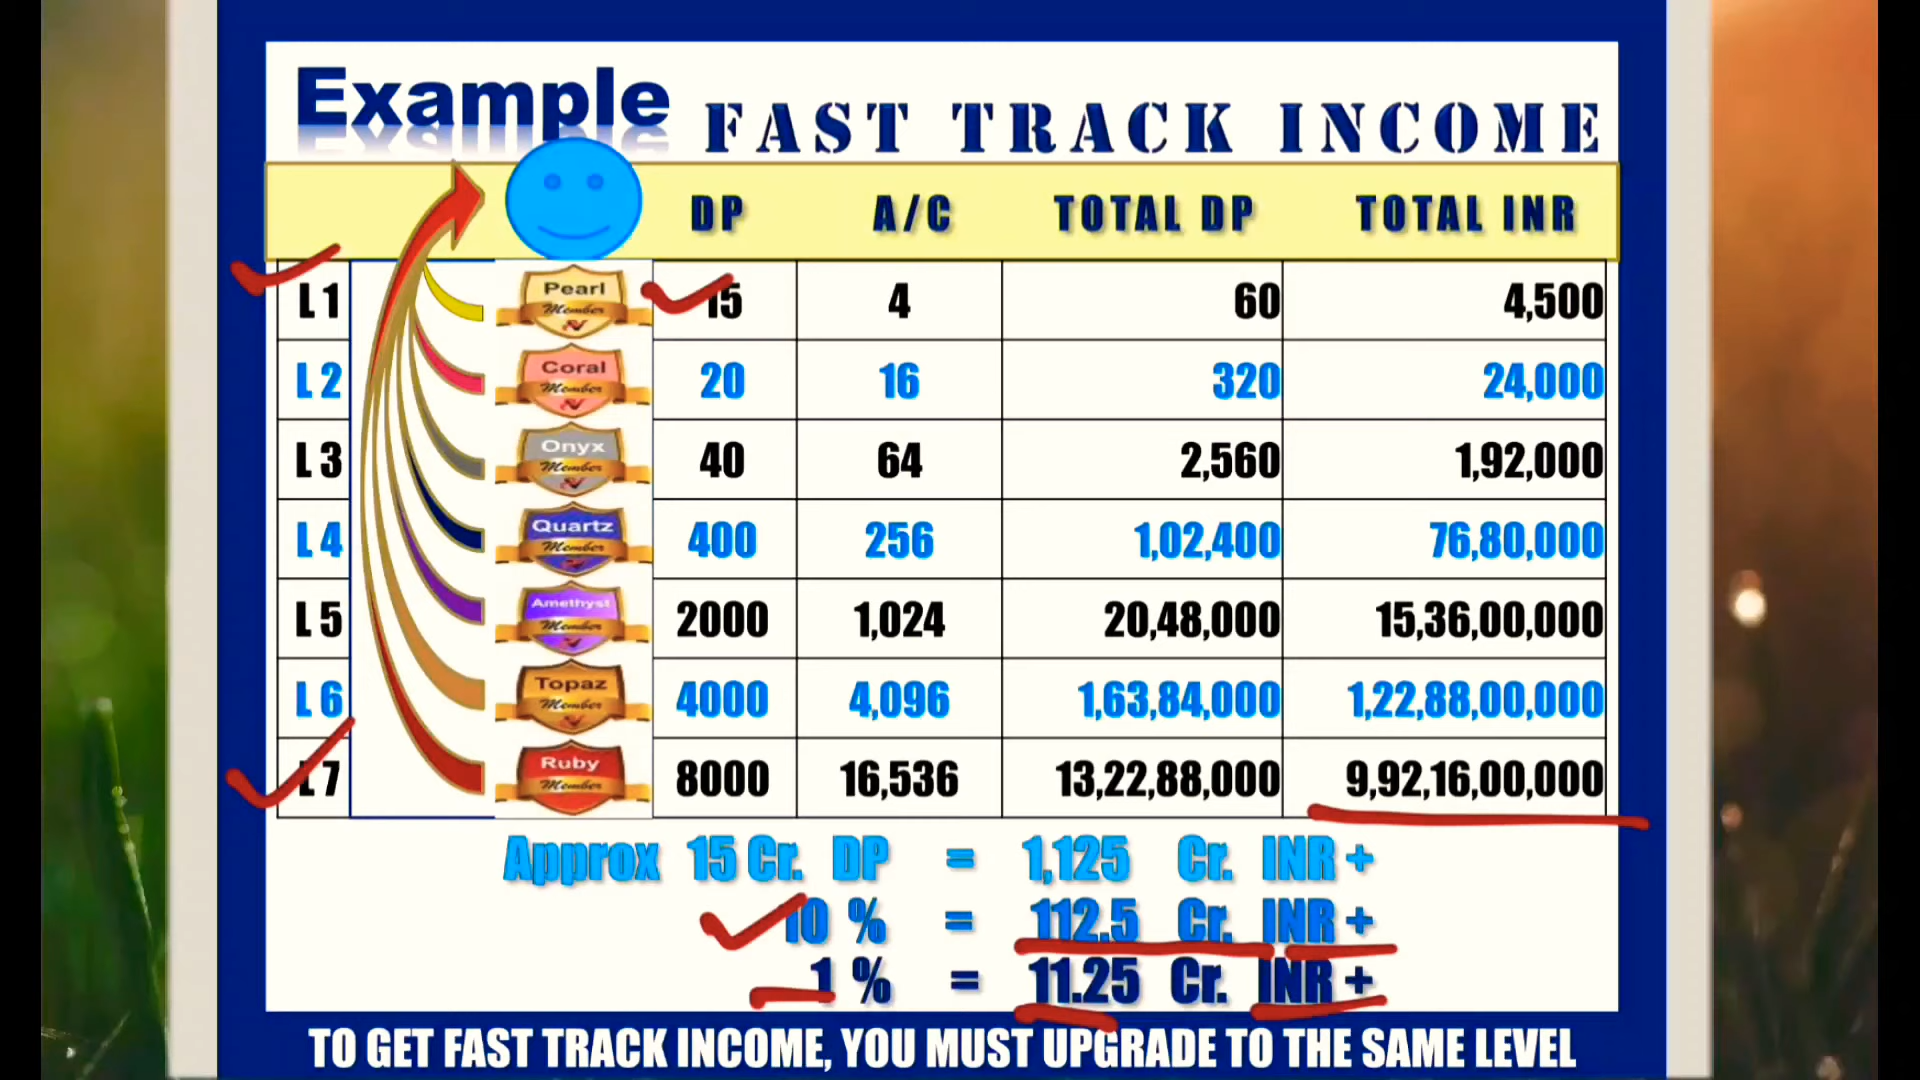 Example FAST TRACK INCOME
DP A/C TOTAL DP TOTAL INR
L1 Pearl Member 15 4 60 4,500
L2 Coral Member 20 16 320 24,000
L3 Onyx Member 40 64 2,560 1,92,000
L4 Quartz Member 400 256 1,02,400 76,80,000
L5 Amethyst Member 2000 1,024 20,48,000 15,36,00,000
L6 Topaz Member 4000 4,096 1,63,84,000 1,22,88,00,000
L7 Ruby Member 8000 16,536 13,22,88,000 9,92,16,00,000
Approx 15 Cr. DP = 1,125 Cr. INR +
10 % = 112.5 Cr. INR +
1 % = 11.25 Cr. INR +
TO GET FAST TRACK INCOME, YOU MUST UPGRADE TO THE SAME LEVEL